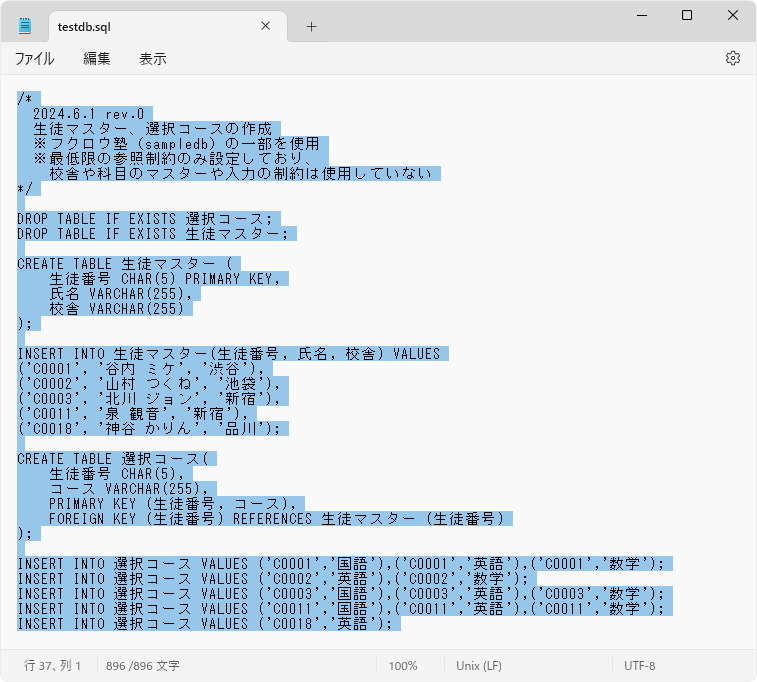 testdb.sql
ファイル 編集 表示
/*
  2024.6.1 rev.0
  生徒マスター、選択コースの作成
  ※フクロウ塾（sampledb）の一部を使用
  ※最低限の参照制約のみ設定しており、
    校舎や科目のマスターや入力の制約は使用していない
*/

DROP TABLE IF EXISTS 選択コース;
DROP TABLE IF EXISTS 生徒マスター;

CREATE TABLE 生徒マスター (
    生徒番号 CHAR(5) PRIMARY KEY,
    氏名 VARCHAR(255),
    校舎 VARCHAR(255)
);

INSERT INTO 生徒マスター(生徒番号, 氏名, 校舎) VALUES
('C0001', '谷内 ミケ', '渋谷'),
('C0002', '山村 つくね', '池袋'),
('C0003', '北川 ジョン', '新宿'),
('C0011', '泉 観音', '新宿'),
('C0018', '神谷 かりん', '品川');

CREATE TABLE 選択コース(
    生徒番号 CHAR(5),
    コース VARCHAR(255),
    PRIMARY KEY (生徒番号, コース),
    FOREIGN KEY (生徒番号) REFERENCES 生徒マスター (生徒番号)
);

INSERT INTO 選択コース VALUES ('C0001','国語'),('C0001','英語'),('C0001','数学');
INSERT INTO 選択コース VALUES ('C0002','英語'),('C0002','数学');
INSERT INTO 選択コース VALUES ('C0003','国語'),('C0003','英語'),('C0003','数学');
INSERT INTO 選択コース VALUES ('C0011','国語'),('C0011','英語'),('C0011','数学');
INSERT INTO 選択コース VALUES ('C0018','英語');
行 37、列 1 896 /896 文字 100% Unix (LF) UTF-8